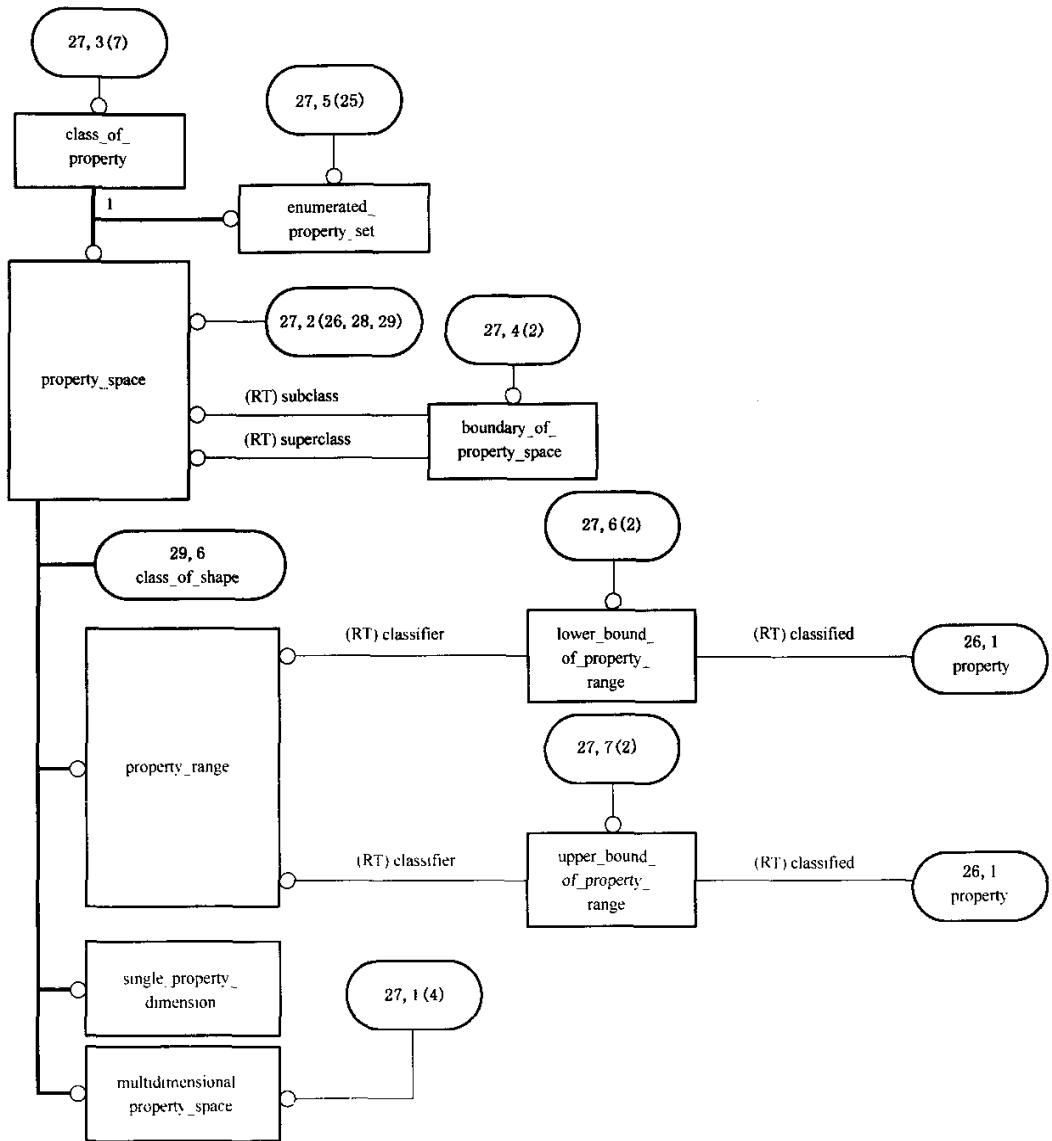 27, 3(7)
27, 5(25)
class_of_
property
1
enumerated_
property_set
27, 2(26, 28, 29)
27, 4(2)
property_space
(RT) subclass
(RT) superclass
boundary_of_
property_space
27, 6(2)
29, 6
class_of_shape
(RT) classifier
lower_bound_
of_property_
range
(RT) classified
26, 1
property
27, 7(2)
property_range
(RT) classifier
upper_bound_
of_property_
range
(RT) classified
26, 1
property
single_property_
dimension
27, 1(4)
multidimensional
property_space